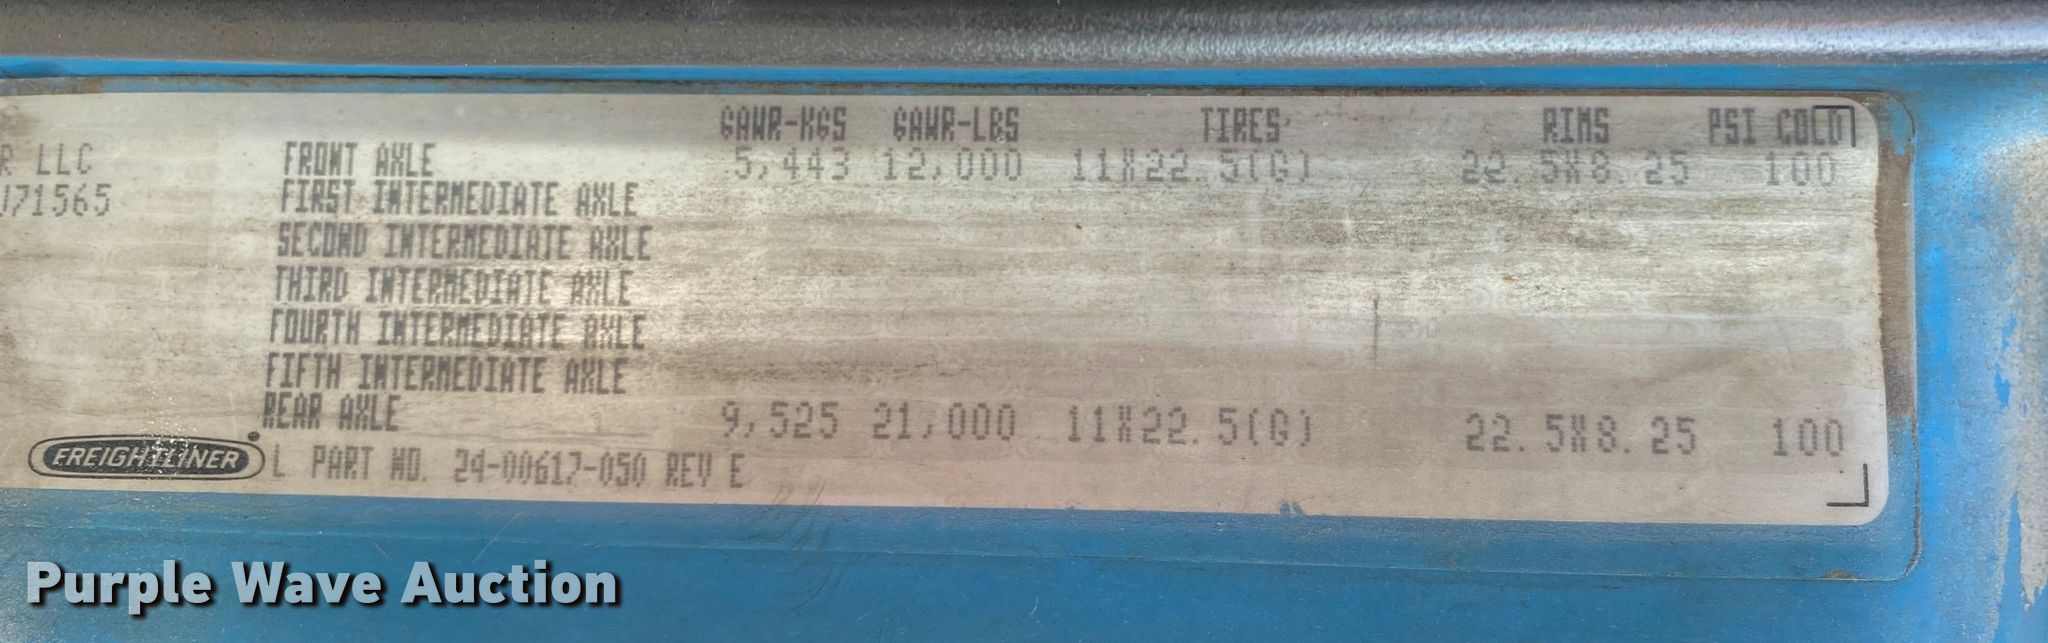 GAWR-KGS GAWR-LBS TIRES RIMS PSI COLD
R LLC FRONT AXLE 5,443 12,000 11X22.5(G) 22.5X8.25 100
J71565 FIRST INTERMEDIATE AXLE
SECOND INTERMEDIATE AXLE
THIRD INTERMEDIATE AXLE
FOURTH INTERMEDIATE AXLE
FIFTH INTERMEDIATE AXLE
REAR AXLE 9,525 21,000 11X22.5(G) 22.5X8.25 100
FREIGHTLINER L PART NO. 24-00617-050 REV E
Purple Wave Auction